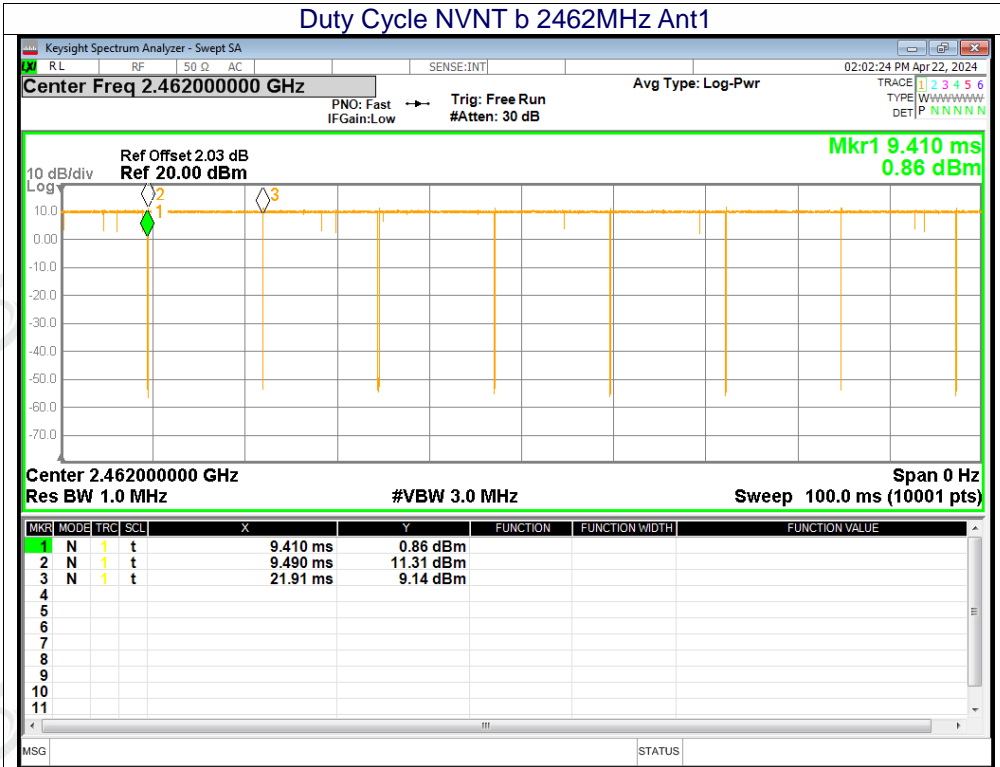 Duty Cycle NVNT b 2462MHz Ant1
Keysight Spectrum Analyzer - Swept SA
LXI RL RF 50 Ω AC SENSE:INT 02:02:24 PM Apr 22, 2024
Center Freq 2.462000000 GHz
PNO: Fast
IFGain:Low
Trig: Free Run
#Atten: 30 dB
Avg Type: Log-Pwr
TRACE 1 2 3 4 5 6
TYPE WWWWWWW
DET P N N N N N
Mkr1 9.410 ms
0.86 dBm
Ref Offset 2.03 dB
10 dB/div Ref 20.00 dBm
Log
2
1
3
10.0
0.00
-10.0
-20.0
-30.0
-40.0
-50.0
-60.0
-70.0
Center 2.462000000 GHz Span 0 Hz
Res BW 1.0 MHz #VBW 3.0 MHz Sweep 100.0 ms (10001 pts)
MKR MODE TRC SCL X Y FUNCTION FUNCTION WIDTH FUNCTION VALUE
1 N 1 t 9.410 ms 0.86 dBm
2 N 1 t 9.490 ms 11.31 dBm
3 N 1 t 21.91 ms 9.14 dBm
4
5
6
7
8
9
10
11
MSG STATUS